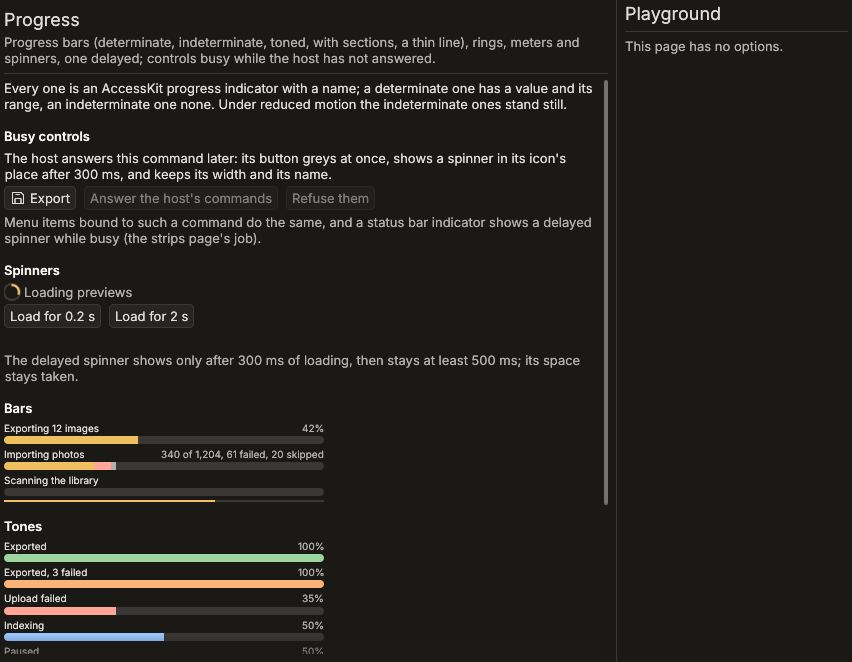 Progress
Progress bars (determinate, indeterminate, toned, with sections, a thin line), rings, meters and
spinners, one delayed; controls busy while the host has not answered.
Every one is an AccessKit progress indicator with a name; a determinate one has a value and its
range, an indeterminate one none. Under reduced motion the indeterminate ones stand still.
Busy controls
The host answers this command later: its button greys at once, shows a spinner in its icon's
place after 300 ms, and keeps its width and its name.
Export Answer the host's commands Refuse them
Menu items bound to such a command do the same, and a status bar indicator shows a delayed
spinner while busy (the strips page's job).
Spinners
Loading previews
Load for 0.2 s Load for 2 s
The delayed spinner shows only after 300 ms of loading, then stays at least 500 ms; its space
stays taken.
Bars
Exporting 12 images 42%
Importing photos 340 of 1,204, 61 failed, 20 skipped
Scanning the library
Tones
Exported 100%
Exported, 3 failed 100%
Upload failed 35%
Indexing 50%
Paused 50%
Playground
This page has no options.